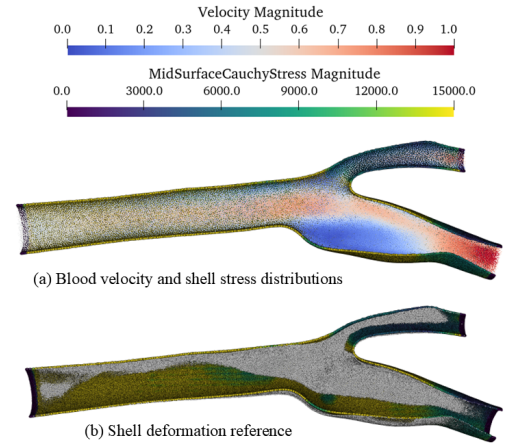 Velocity Magnitude
0.0 0.1 0.2 0.3 0.4 0.5 0.6 0.7 0.8 0.9 1.0
MidSurfaceCauchyStress Magnitude
0.0 3000.0 6000.0 9000.0 12000.0 15000.0
(a) Blood velocity and shell stress distributions
(b) Shell deformation reference